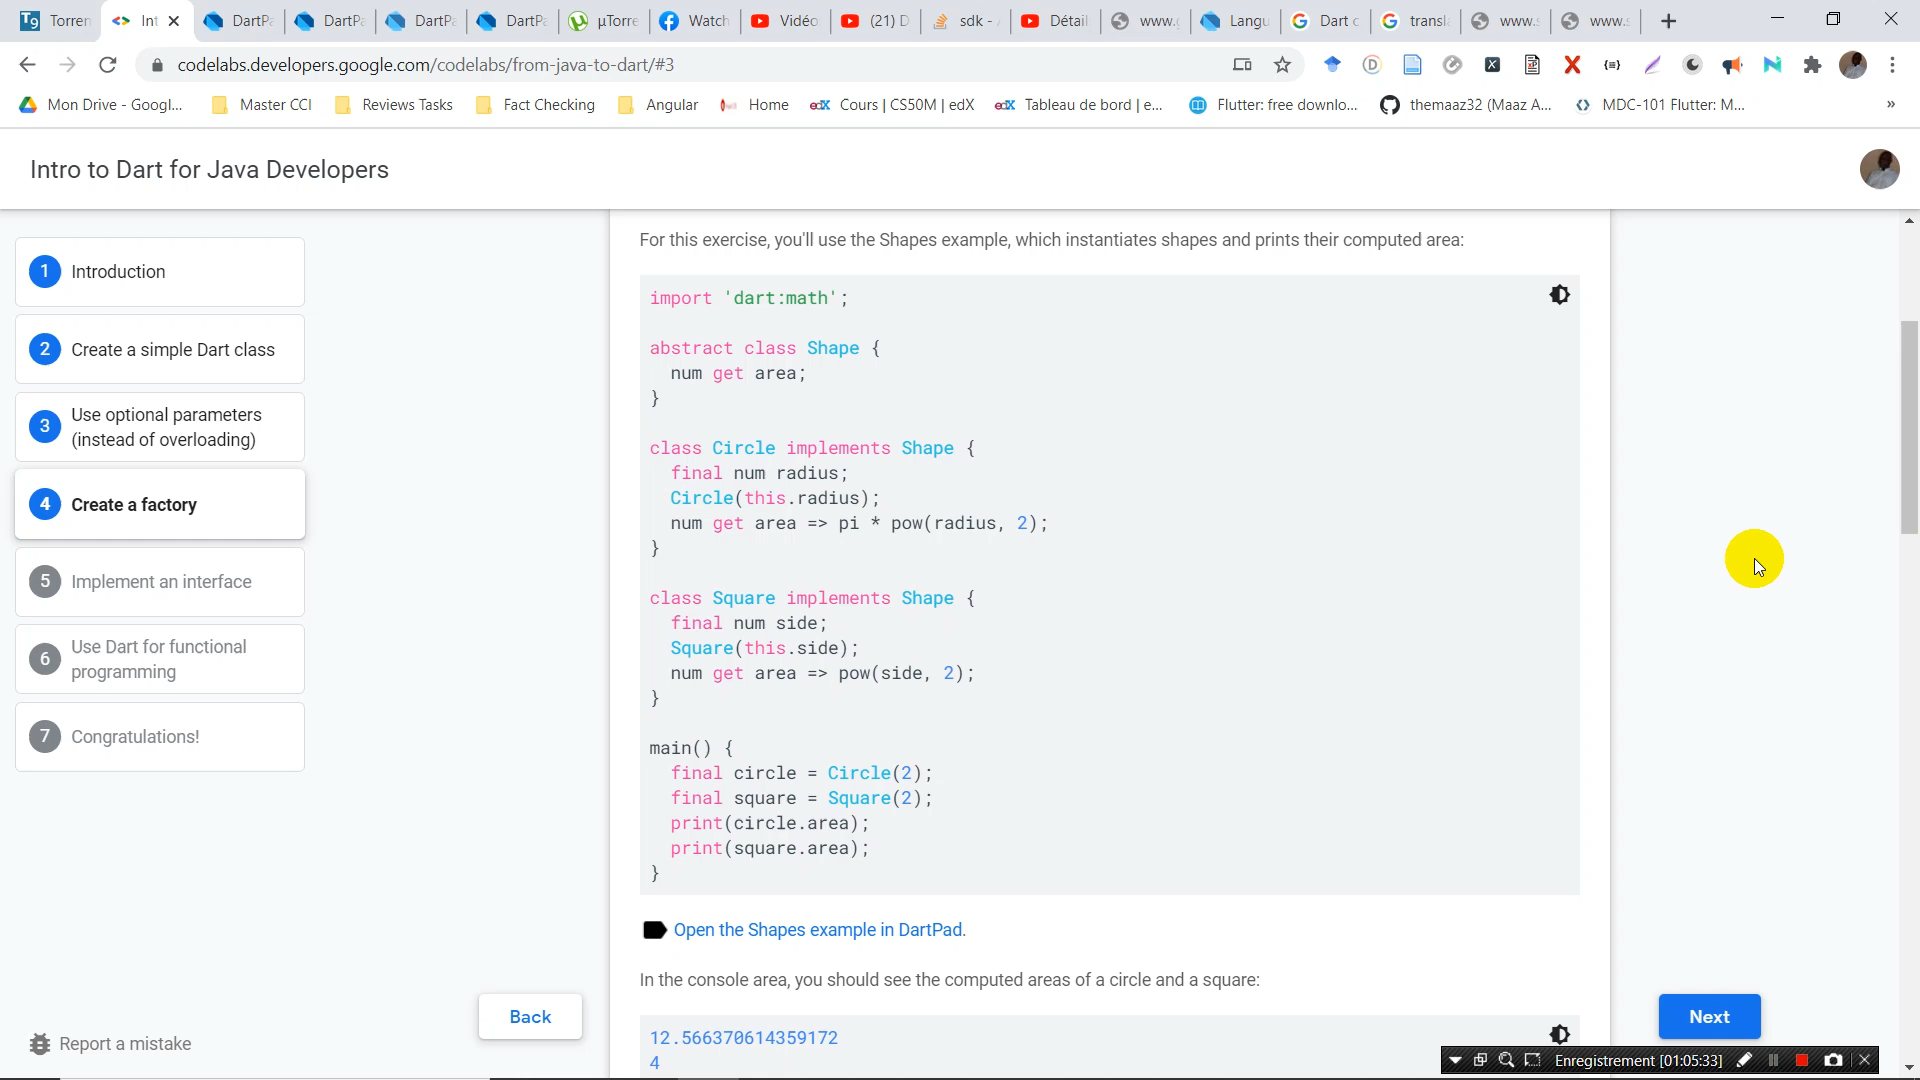 Torren
Int
DartPa
DartPa
DartPa
DartPa
µTorre
Watch
Vidéo
(21) D
sdk -
Détail
www.
Langu
Dart c
transla
www.
www.
codelabs.developers.google.com/codelabs/from-java-to-dart/#3
Mon Drive - Googl...
Master CCI
Reviews Tasks
Fact Checking
Angular
Home
edX Cours | CS50M | edX
edX Tableau de bord | e...
Flutter: free downlo...
themaaz32 (Maaz A...
MDC-101 Flutter: M...
»
Intro to Dart for Java Developers
1 Introduction
2 Create a simple Dart class
3 Use optional parameters
(instead of overloading)
4 Create a factory
5 Implement an interface
6 Use Dart for functional
programming
7 Congratulations!
Report a mistake
Back
For this exercise, you'll use the Shapes example, which instantiates shapes and prints their computed area:
import 'dart:math';
abstract class Shape {
  num get area;
}
class Circle implements Shape {
  final num radius;
  Circle(this.radius);
  num get area => pi * pow(radius, 2);
}
class Square implements Shape {
  final num side;
  Square(this.side);
  num get area => pow(side, 2);
}
main() {
  final circle = Circle(2);
  final square = Square(2);
  print(circle.area);
  print(square.area);
}
Open the Shapes example in DartPad.
In the console area, you should see the computed areas of a circle and a square:
12.566370614359172
4
Next
Enregistrement [01:05:33]